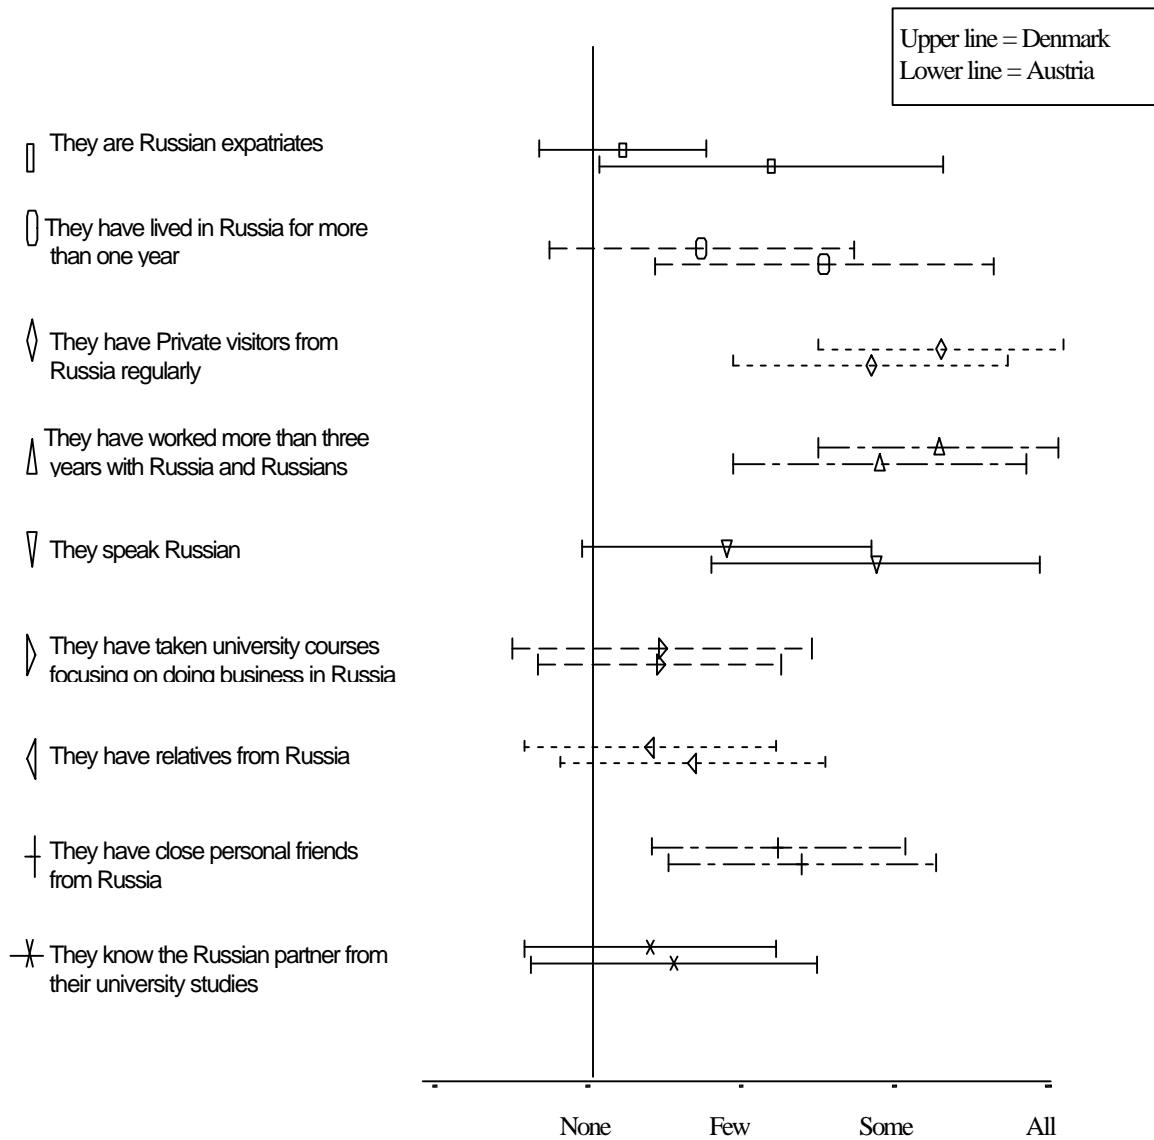 Upper line = Denmark
Lower line = Austria
They are Russian expatriates
They have lived in Russia for more
than one year
They have Private visitors from
Russia regularly
They have worked more than three
years with Russia and Russians
They speak Russian
They have taken university courses
focusing on doing business in Russia
They have relatives from Russia
They have close personal friends
from Russia
They know the Russian partner from
their university studies
None Few Some All